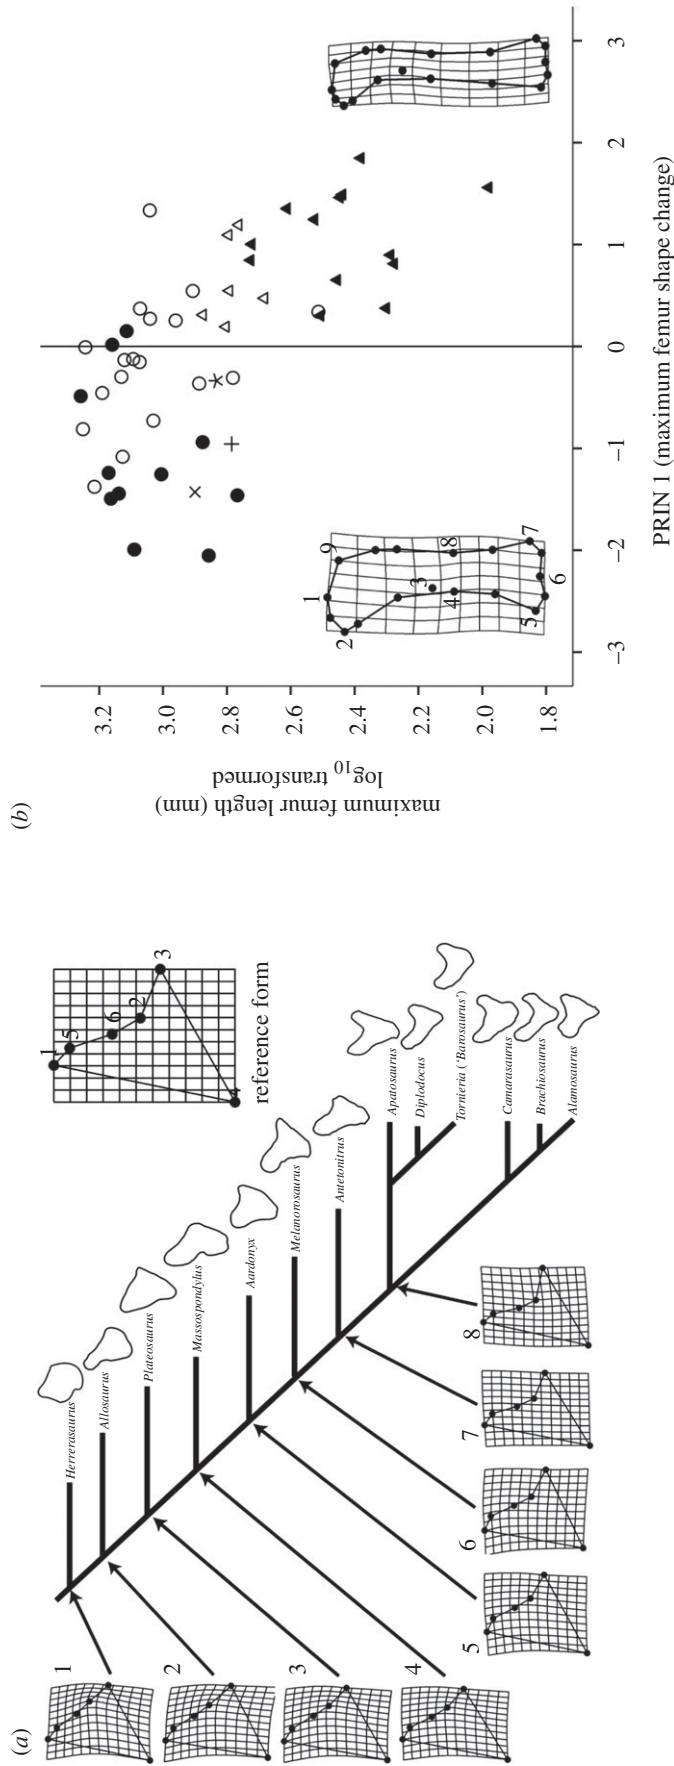 (a)
1
2
3
4
5
6
7
8
Herrerasaurus
Allosaurus
Plateosaurus
Massospondylus
Aardonyx
Melanorosaurus
Antetonitrus
Apatosaurus
Diplodocus
Tornieria ('Barosaurus')
Camarasaurus
Brachiosaurus
Alamosaurus
1
5
6
2
3
4
reference form
(b)
maximum femur length (mm)
log10 transformed
3.2
3.0
2.8
2.6
2.4
2.2
2.0
1.8
1
9
2
3
4
8
5
6
7
–3
–2
–1
0
1
2
3
PRIN 1 (maximum femur shape change)